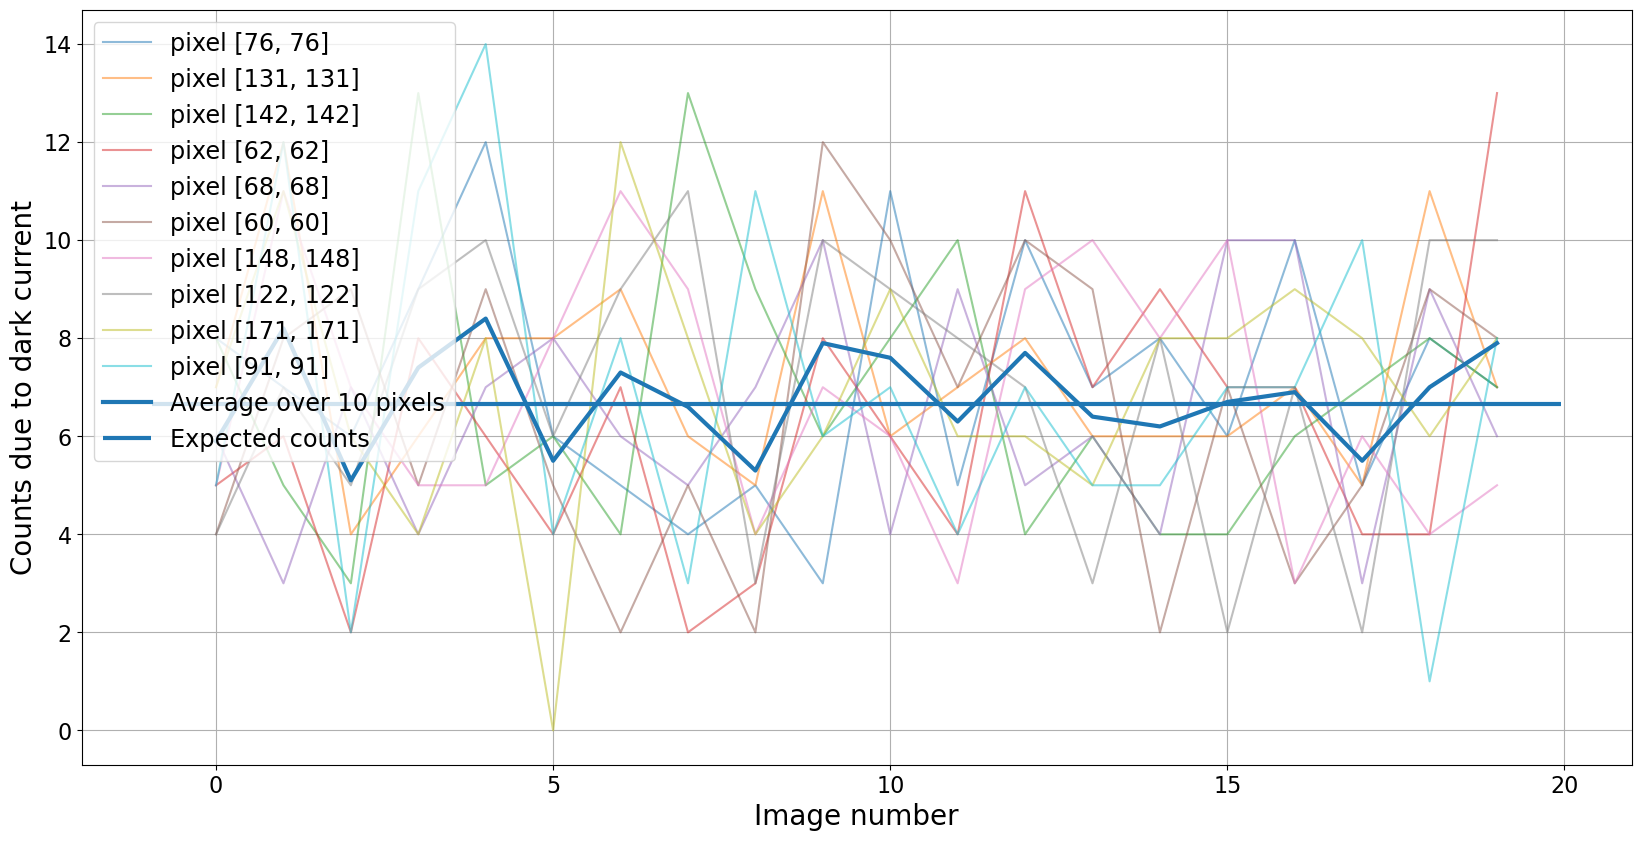 14
12
10
8
6
4
2
0
Counts due to dark current
pixel [76, 76]
pixel [131, 131]
pixel [142, 142]
pixel [62, 62]
pixel [68, 68]
pixel [60, 60]
pixel [148, 148]
pixel [122, 122]
pixel [171, 171]
pixel [91, 91]
Average over 10 pixels
Expected counts
0 5 10 15 20
Image number